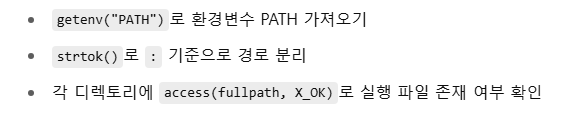 getenv("PATH")로 환경변수 PATH 가져오기
strtok()로 : 기준으로 경로 분리
각 디렉토리에 access(fullpath, X_OK)로 실행 파일 존재 여부 확인